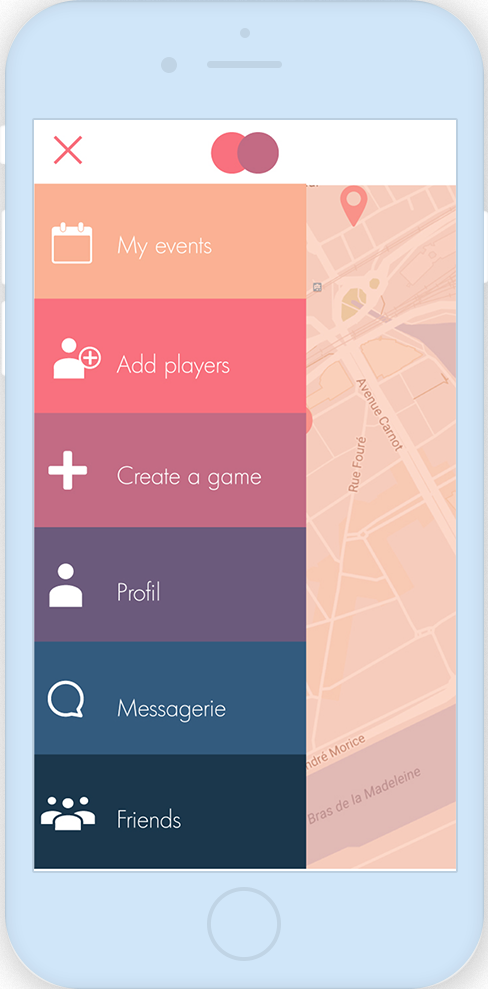 My events
Add players
Create a game
Profil
Messagerie
Friends
Avenue Carnot
Rue Fouré
ndré Morice
Bras de la Madeleine